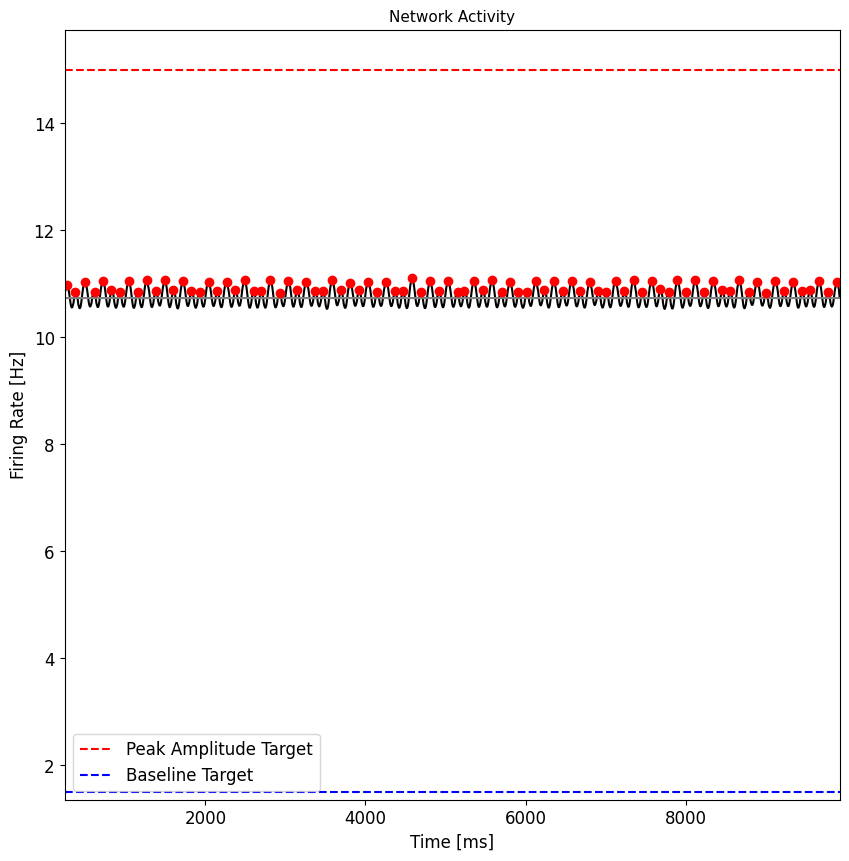 Network Activity
Firing Rate [Hz]
14
12
10
8
6
4
2
Peak Amplitude Target
Baseline Target
2000 4000 6000 8000
Time [ms]